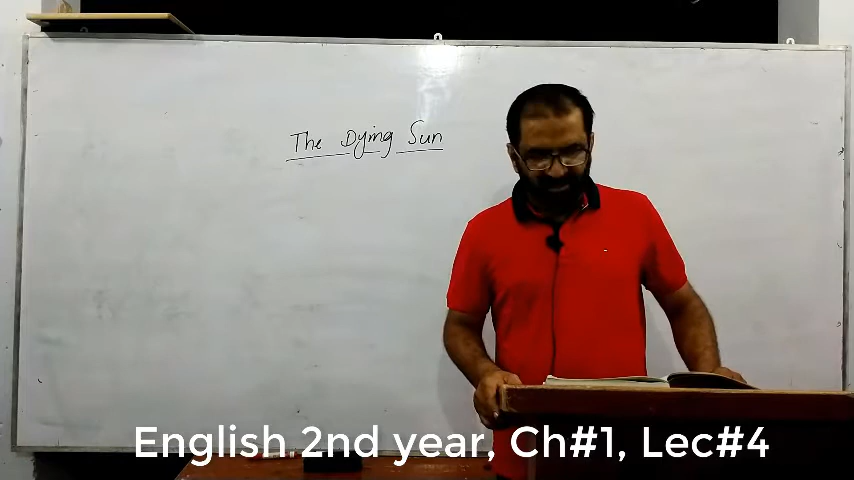 The Dying Sun
English 2nd year, Ch#1, Lec#4